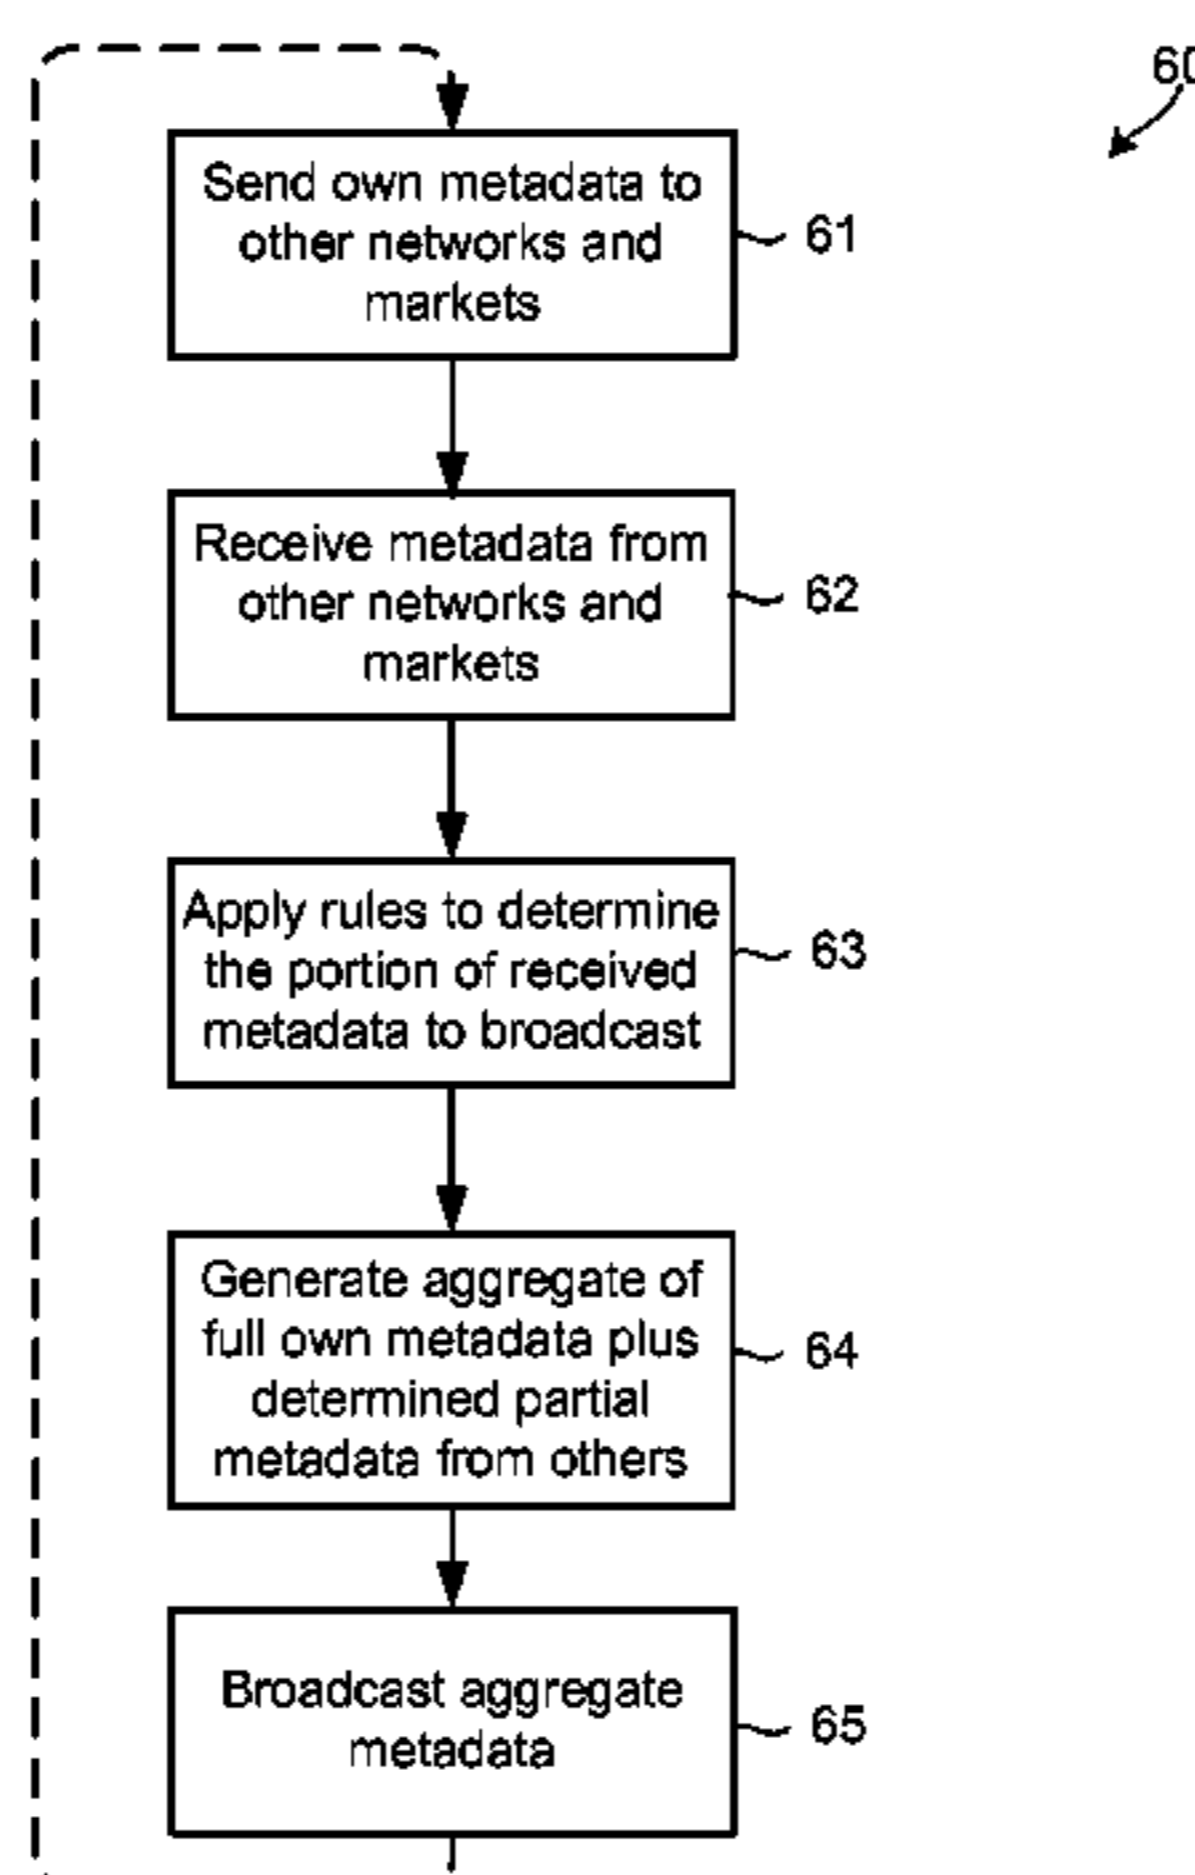 60
Send own metadata to
other networks and
markets
61
Receive metadata from
other networks and
markets
62
Apply rules to determine
the portion of received
metadata to broadcast
63
Generate aggregate of
full own metadata plus
determined partial
metadata from others
64
Broadcast aggregate
metadata
65